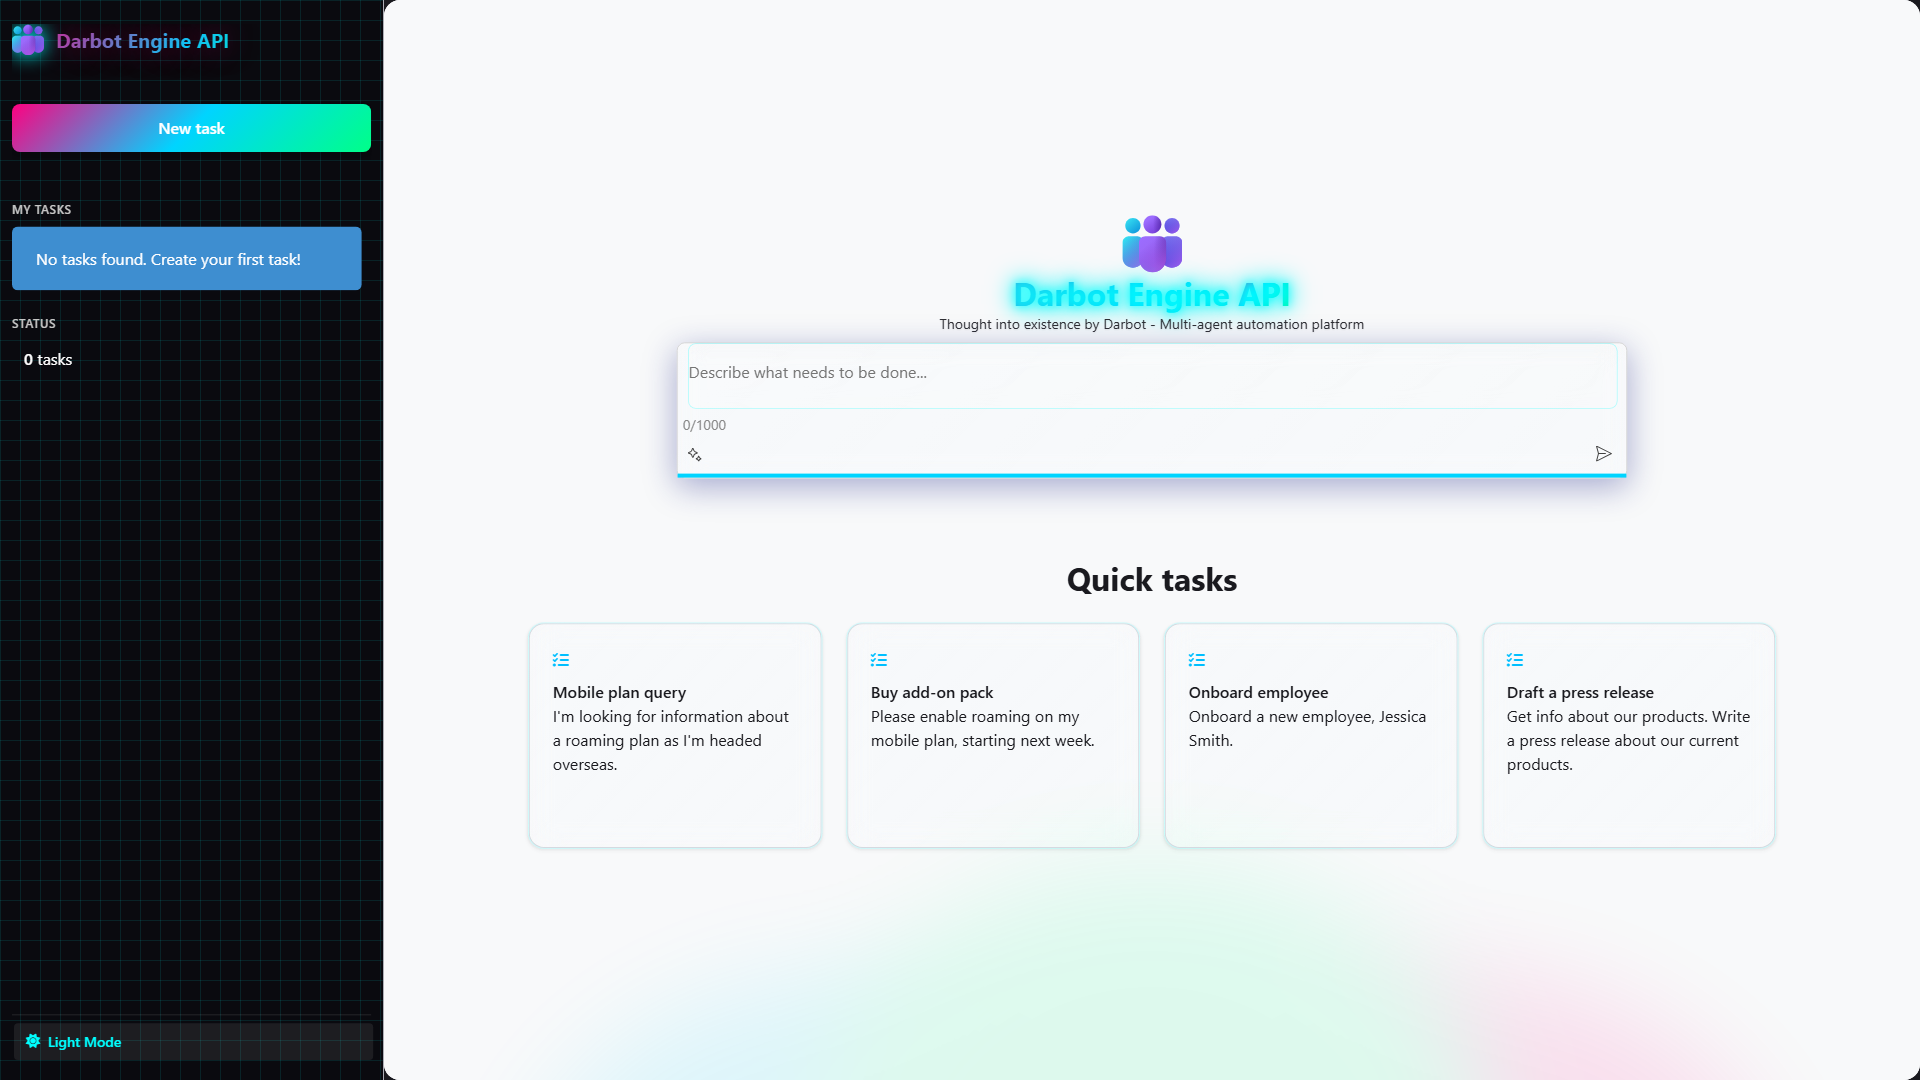 Darbot Engine API
New task
MY TASKS
No tasks found. Create your first task!
STATUS
0 tasks
Light Mode
Darbot Engine API
Thought into existence by Darbot - Multi-agent automation platform
Describe what needs to be done...
0/1000
Quick tasks
Mobile plan query
I'm looking for information about
a roaming plan as I'm headed
overseas.
Buy add-on pack
Please enable roaming on my
mobile plan, starting next week.
Onboard employee
Onboard a new employee, Jessica
Smith.
Draft a press release
Get info about our products. Write
a press release about our current
products.